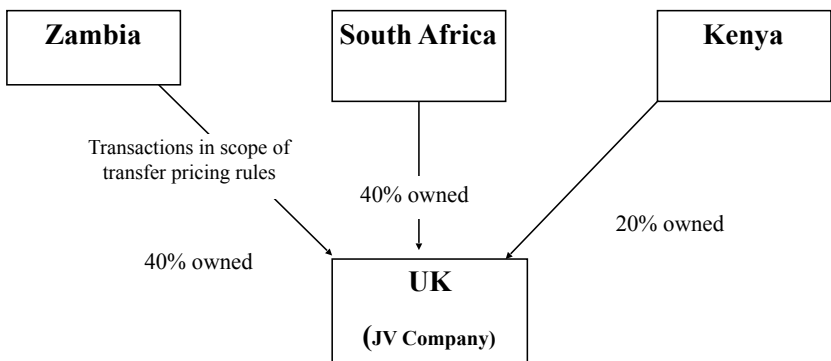 Zambia
South Africa
Kenya
Transactions in scope of
transfer pricing rules
40% owned
20% owned
40% owned
UK
(JV Company)